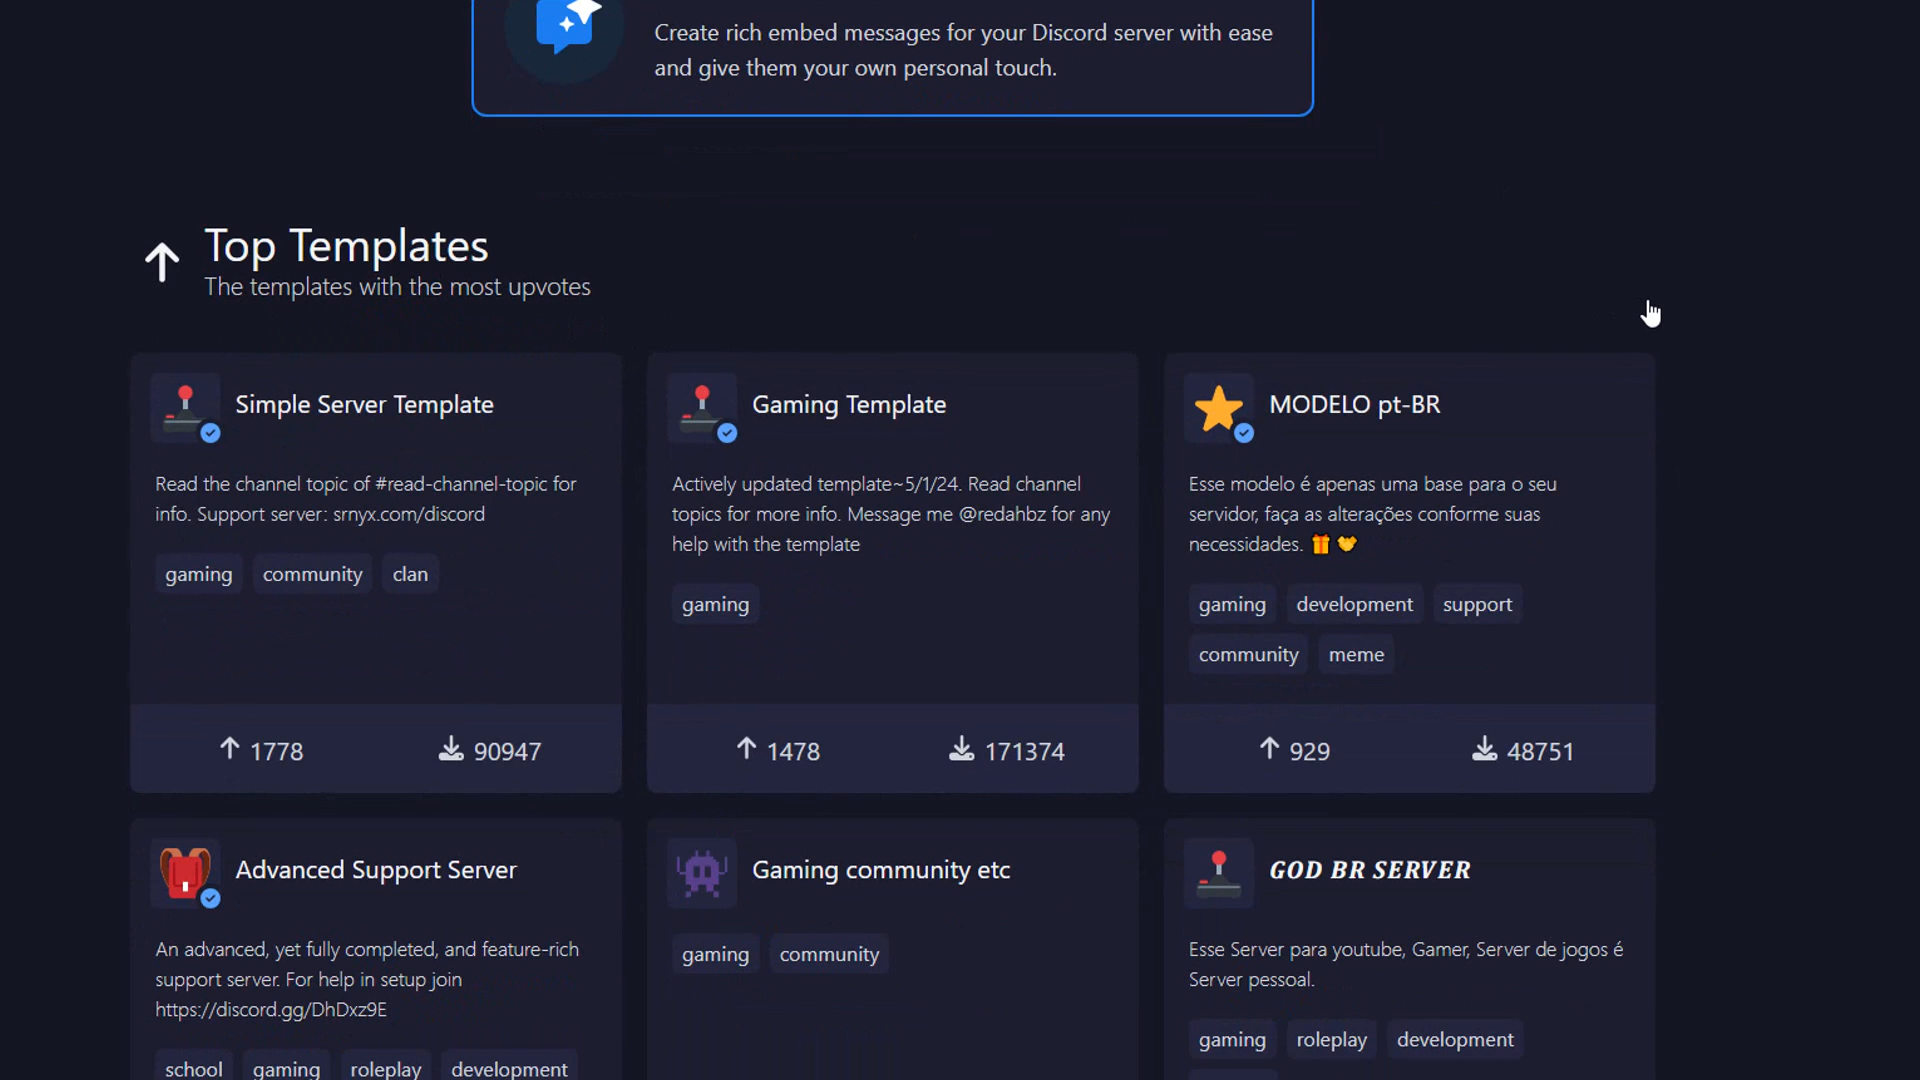 Create rich embed messages for your Discord server with ease
and give them your own personal touch.
Top Templates
The templates with the most upvotes
Simple Server Template
Read the channel topic of #read-channel-topic for
info. Support server: srnyx.com/discord
gaming community clan
1778 90947
Gaming Template
Actively updated template~5/1/24. Read channel
topics for more info. Message me @redahbz for any
help with the template
gaming
1478 171374
MODELO pt-BR
Esse modelo é apenas uma base para o seu
servidor, faça as alterações conforme suas
necessidades. 🎁 🤝
gaming development support
community meme
929 48751
Advanced Support Server
An advanced, yet fully completed, and feature-rich
support server. For help in setup join
https://discord.gg/DhDxz9E
school gaming roleplay development
Gaming community etc
gaming community
GOD BR SERVER
Esse Server para youtube, Gamer, Server de jogos é
Server pessoal.
gaming roleplay development